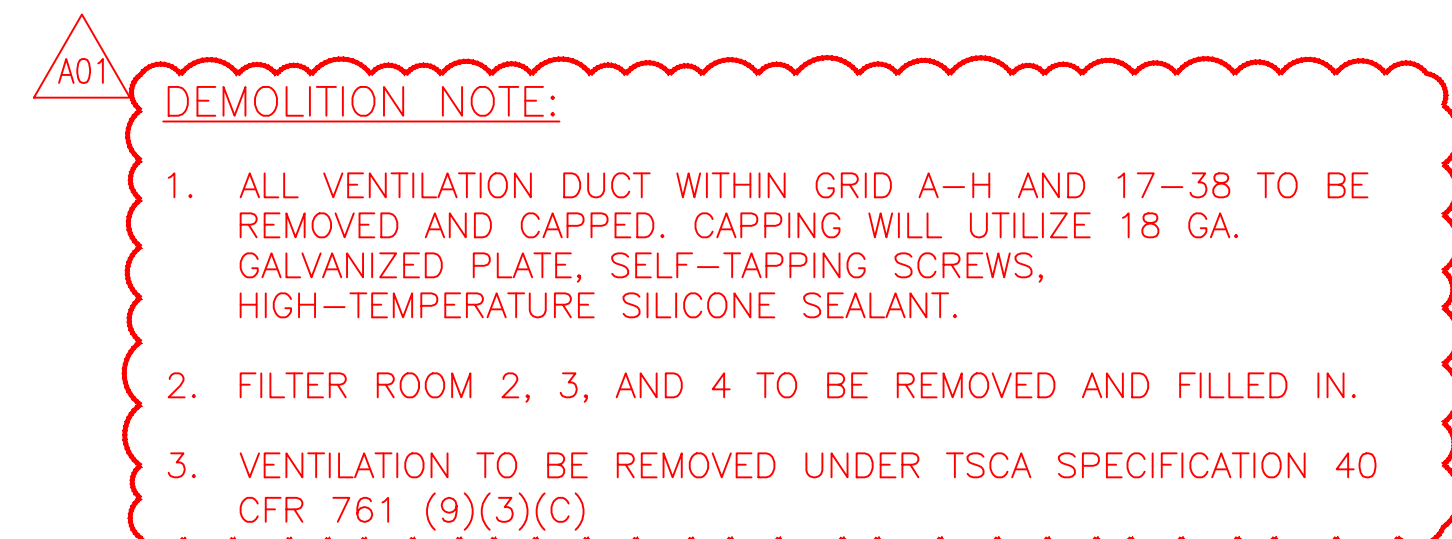 A01
DEMOLITION NOTE:
1. ALL VENTILATION DUCT WITHIN GRID A-H AND 17-38 TO BE
REMOVED AND CAPPED. CAPPING WILL UTILIZE 18 GA.
GALVANIZED PLATE, SELF-TAPPING SCREWS,
HIGH-TEMPERATURE SILICONE SEALANT.
2. FILTER ROOM 2, 3, AND 4 TO BE REMOVED AND FILLED IN.
3. VENTILATION TO BE REMOVED UNDER TSCA SPECIFICATION 40
CFR 761 (9)(3)(C)